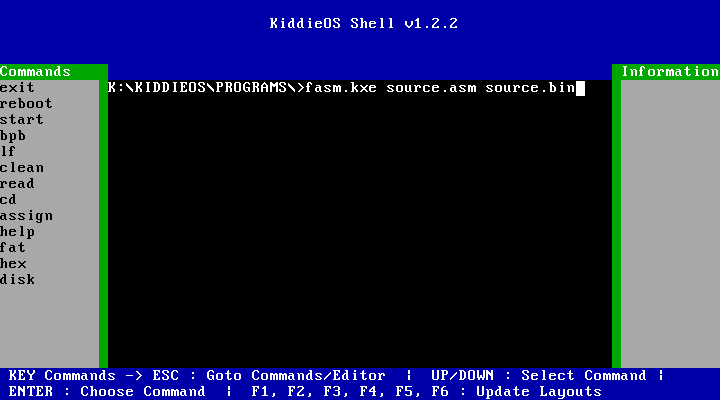 KiddieOS Shell v1.2.2
Commands
exit
reboot
start
bpb
lf
clean
read
cd
assign
help
fat
hex
disk
K:\KIDDIEOS\PROGRAMS\>fasm.kxe source.asm source.bin
Information
KEY Commands -> ESC : Goto Commands/Editor | UP/DOWN : Select Command |
ENTER : Choose Command | F1, F2, F3, F4, F5, F6 : Update Layouts